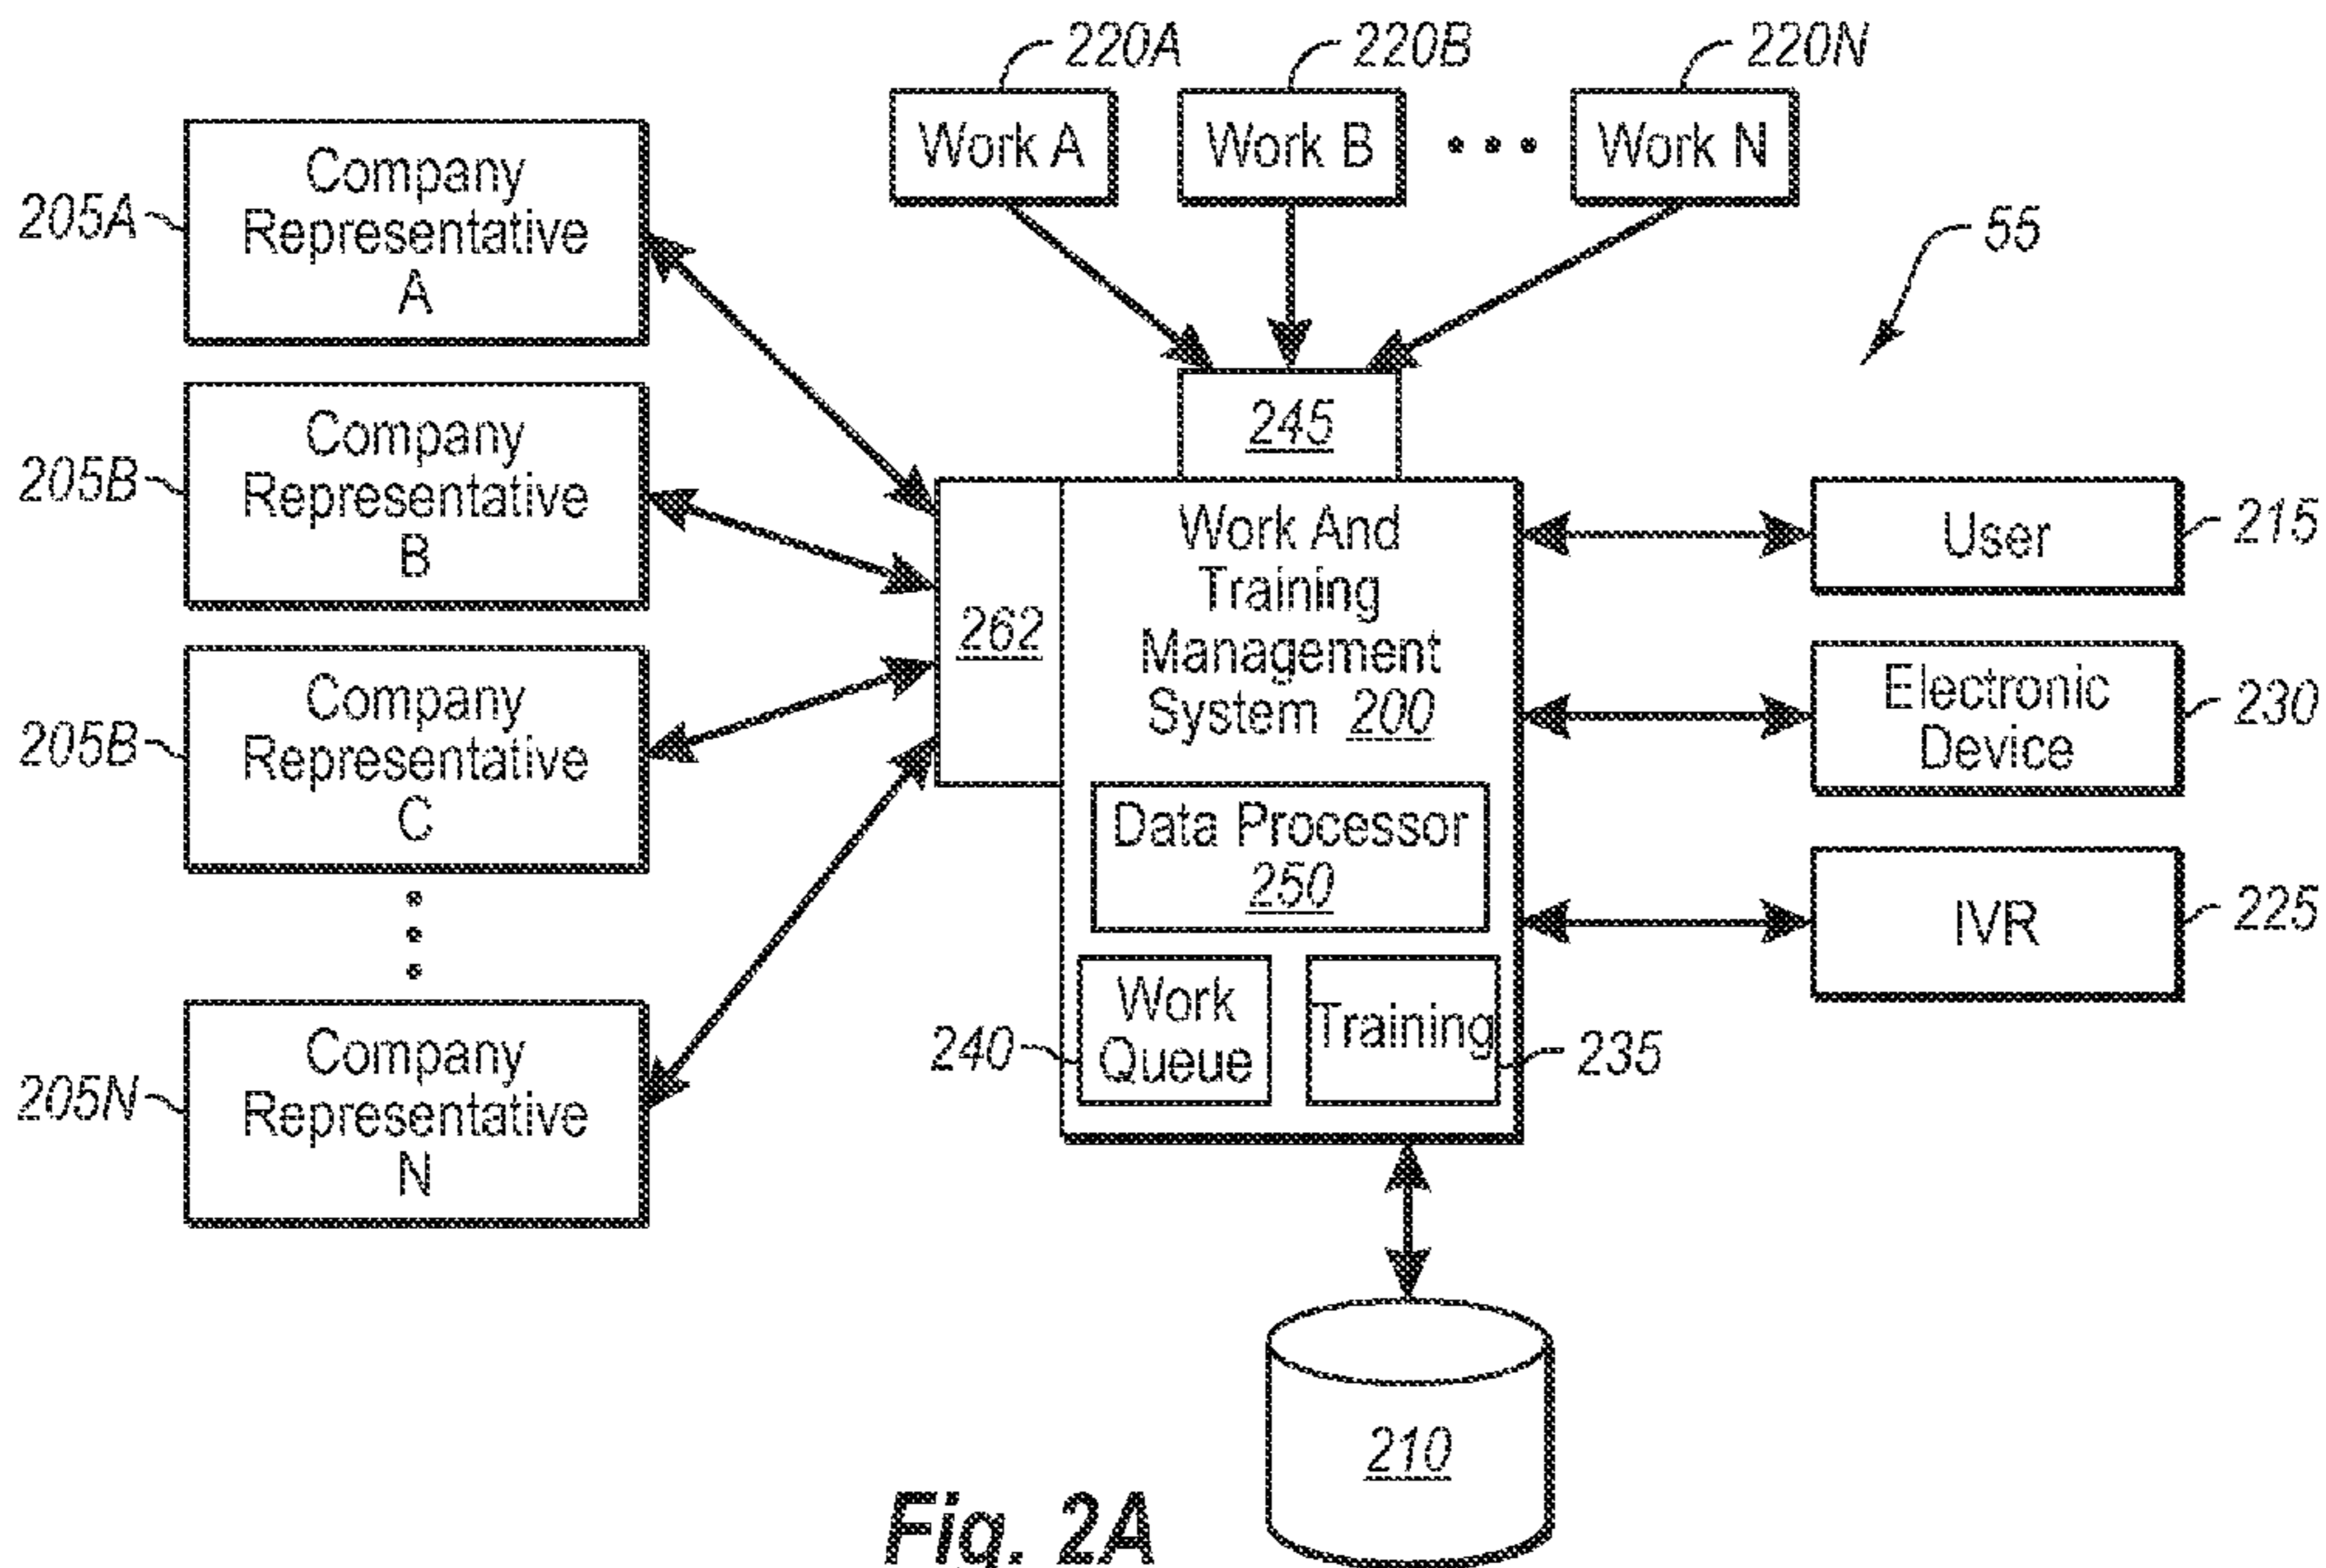 220A
220B
220N
Work A
Work B
Work N
55
205A
Company
Representative
A
205B
Company
Representative
B
205B
Company
Representative
C
205N
Company
Representative
N
245
262
Work And
Training
Management
System 200
Data Processor
250
240
Work
Queue
Training
235
User
215
Electronic
Device
230
IVR
225
210
Fig. 2A